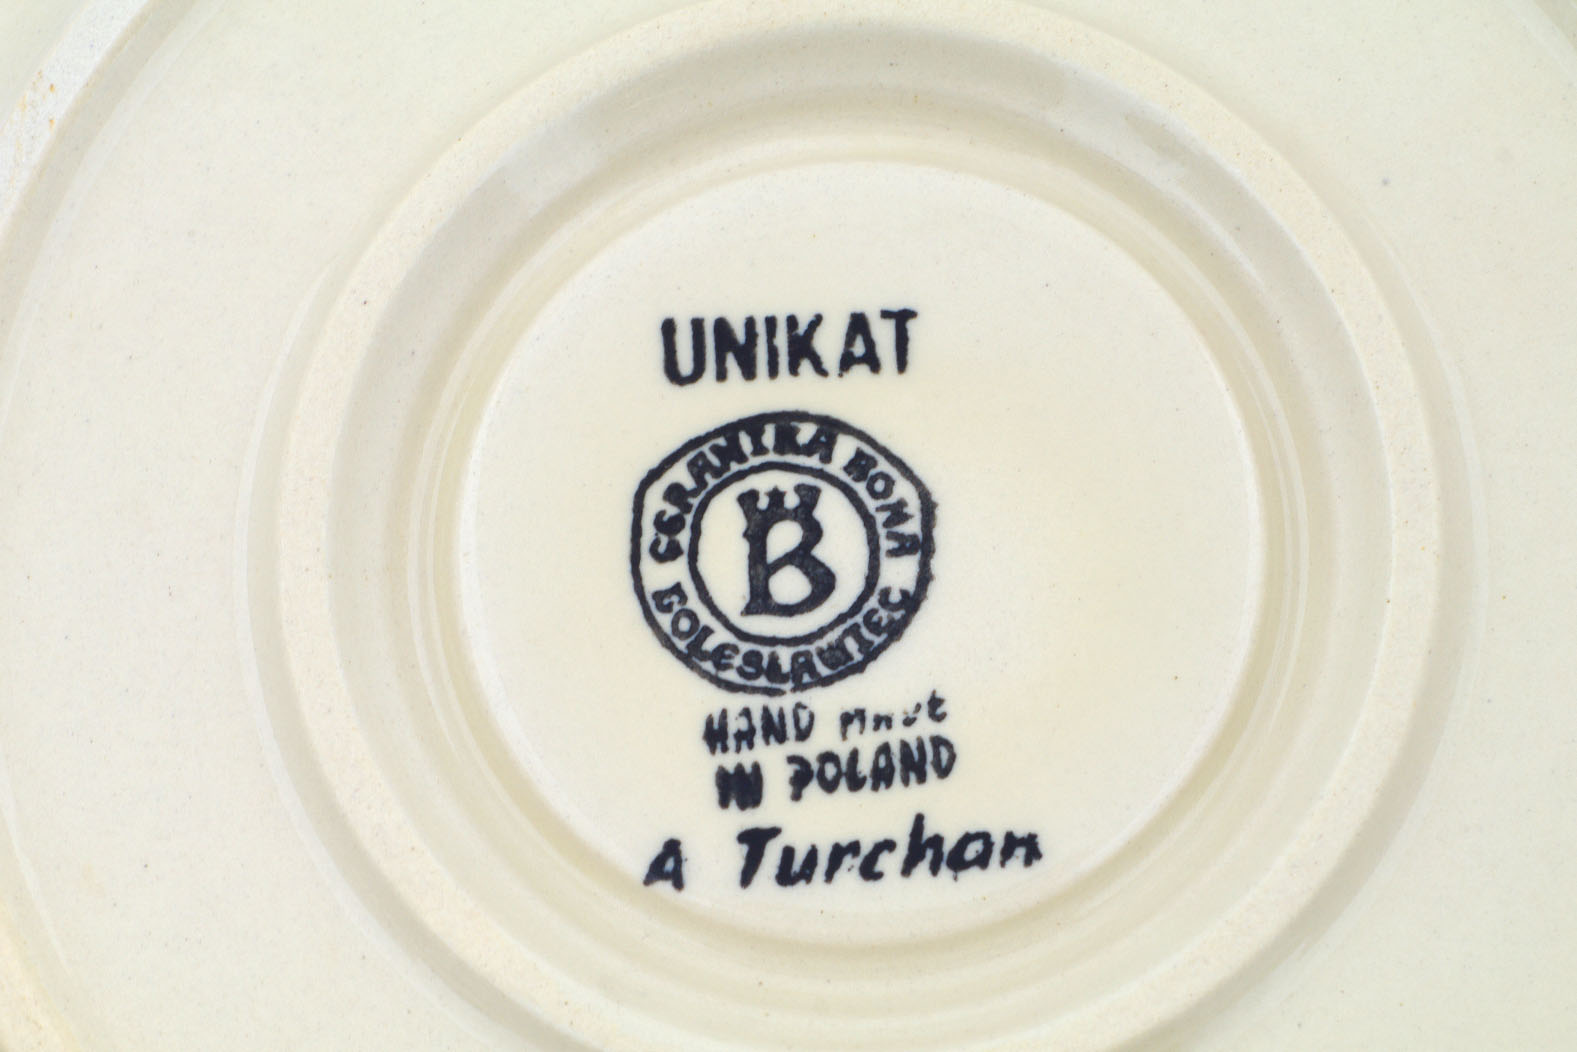 UNIKAT
CERAMIKA BONA
B
BOLESŁAWIEC
HAND MADE
IN POLAND
A Turchan